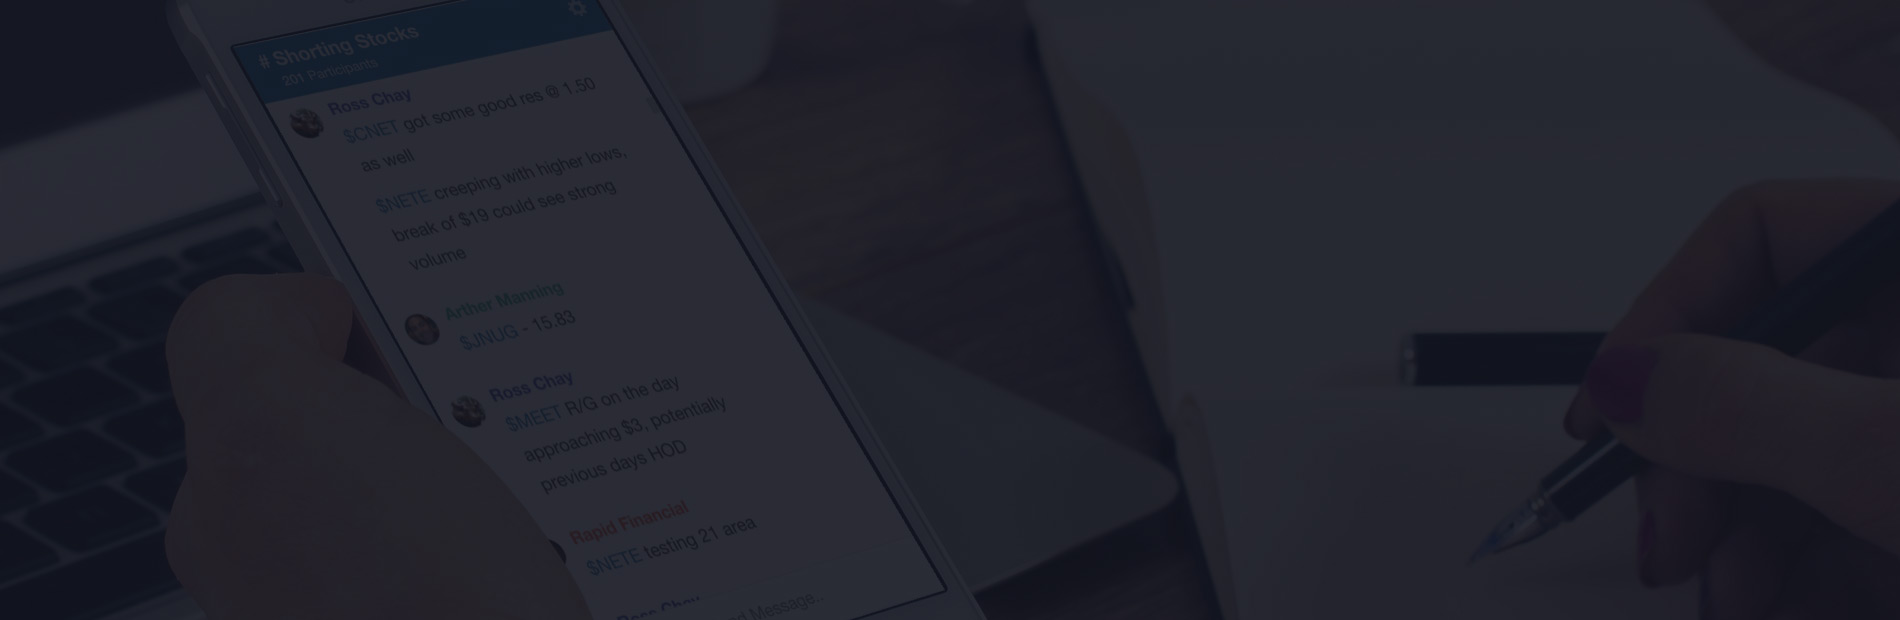 # Shorting Stocks
201 Participants
Ross Chay
$CNET got some good res @ 1.50
as well
$NETE creeping with higher lows,
break of $19 could see strong
volume
Arther Manning
$JNUG - 15.83
Ross Chay
$MEET R/G on the day
approaching $3, potentially
previous days HOD
Rapid Financial
$NETE testing 21 area
Ross Chay
Message..